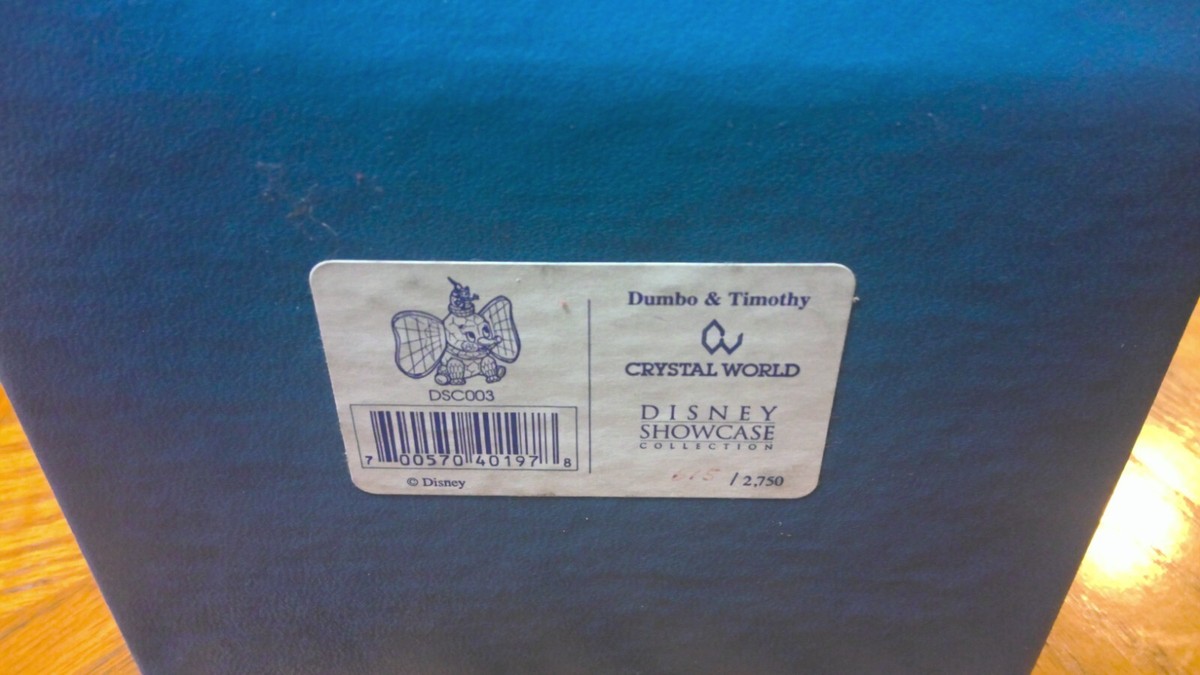 DSC003
7 00570 40197 8
© Disney
Dumbo & Timothy
CRYSTAL WORLD
DISNEY
SHOWCASE
COLLECTION
/ 2,750